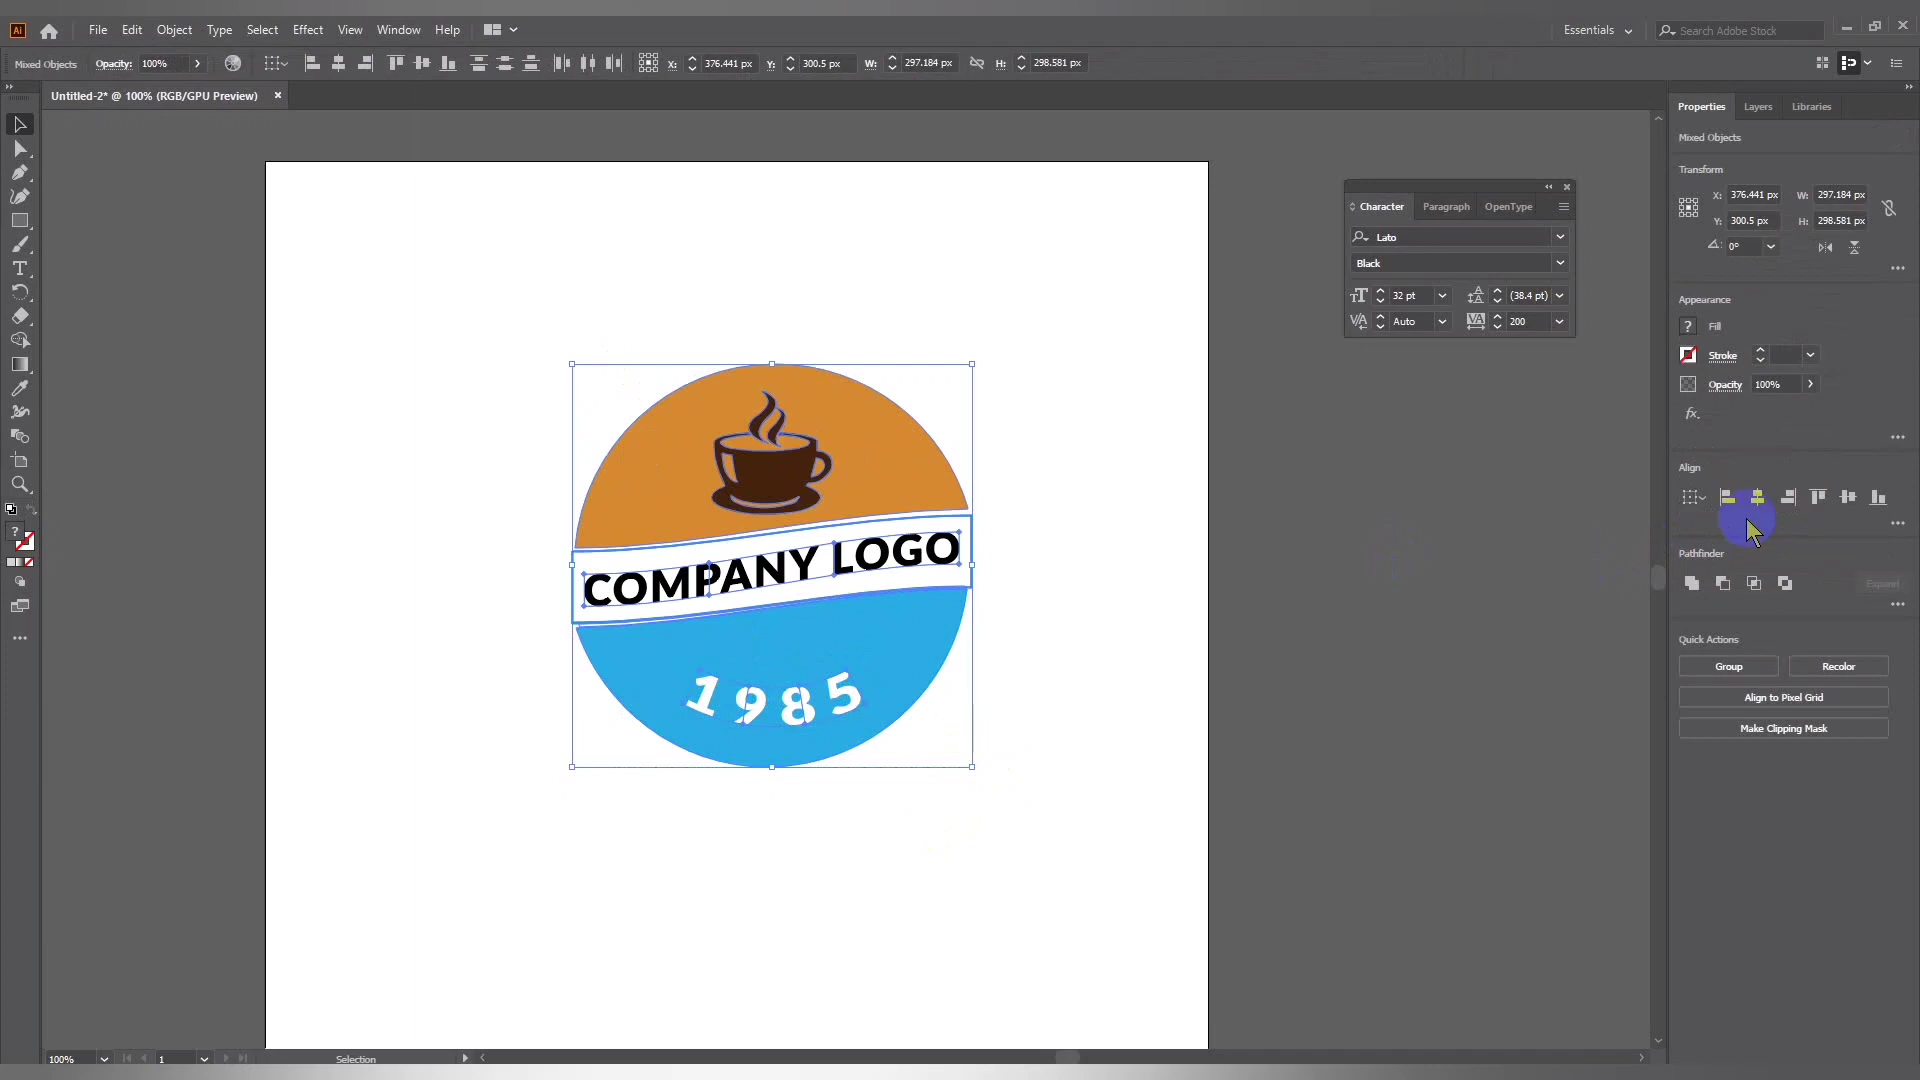 Ai File Edit Object Type Select Effect View Window Help Essentials Search Adobe Stock
Mixed Objects Opacity: 100% X: 376.441 px Y: 300.5 px W: 297.184 px H: 298.581 px
Untitled-2* @ 100% (RGB/GPU Preview)
COMPANY LOGO
1985
Character Paragraph OpenType
Lato
Black
32 pt (38.4 pt)
Auto 200
Properties Layers Libraries
Mixed Objects
Transform
X: 376.441 px W: 297.184 px
Y: 300.5 px H: 298.581 px
0°
Appearance
? Fill
Stroke
Opacity 100%
fx.
Align
Pathfinder
Expand
Quick Actions
Group Recolor
Align to Pixel Grid
Make Clipping Mask
100% 1 Selection